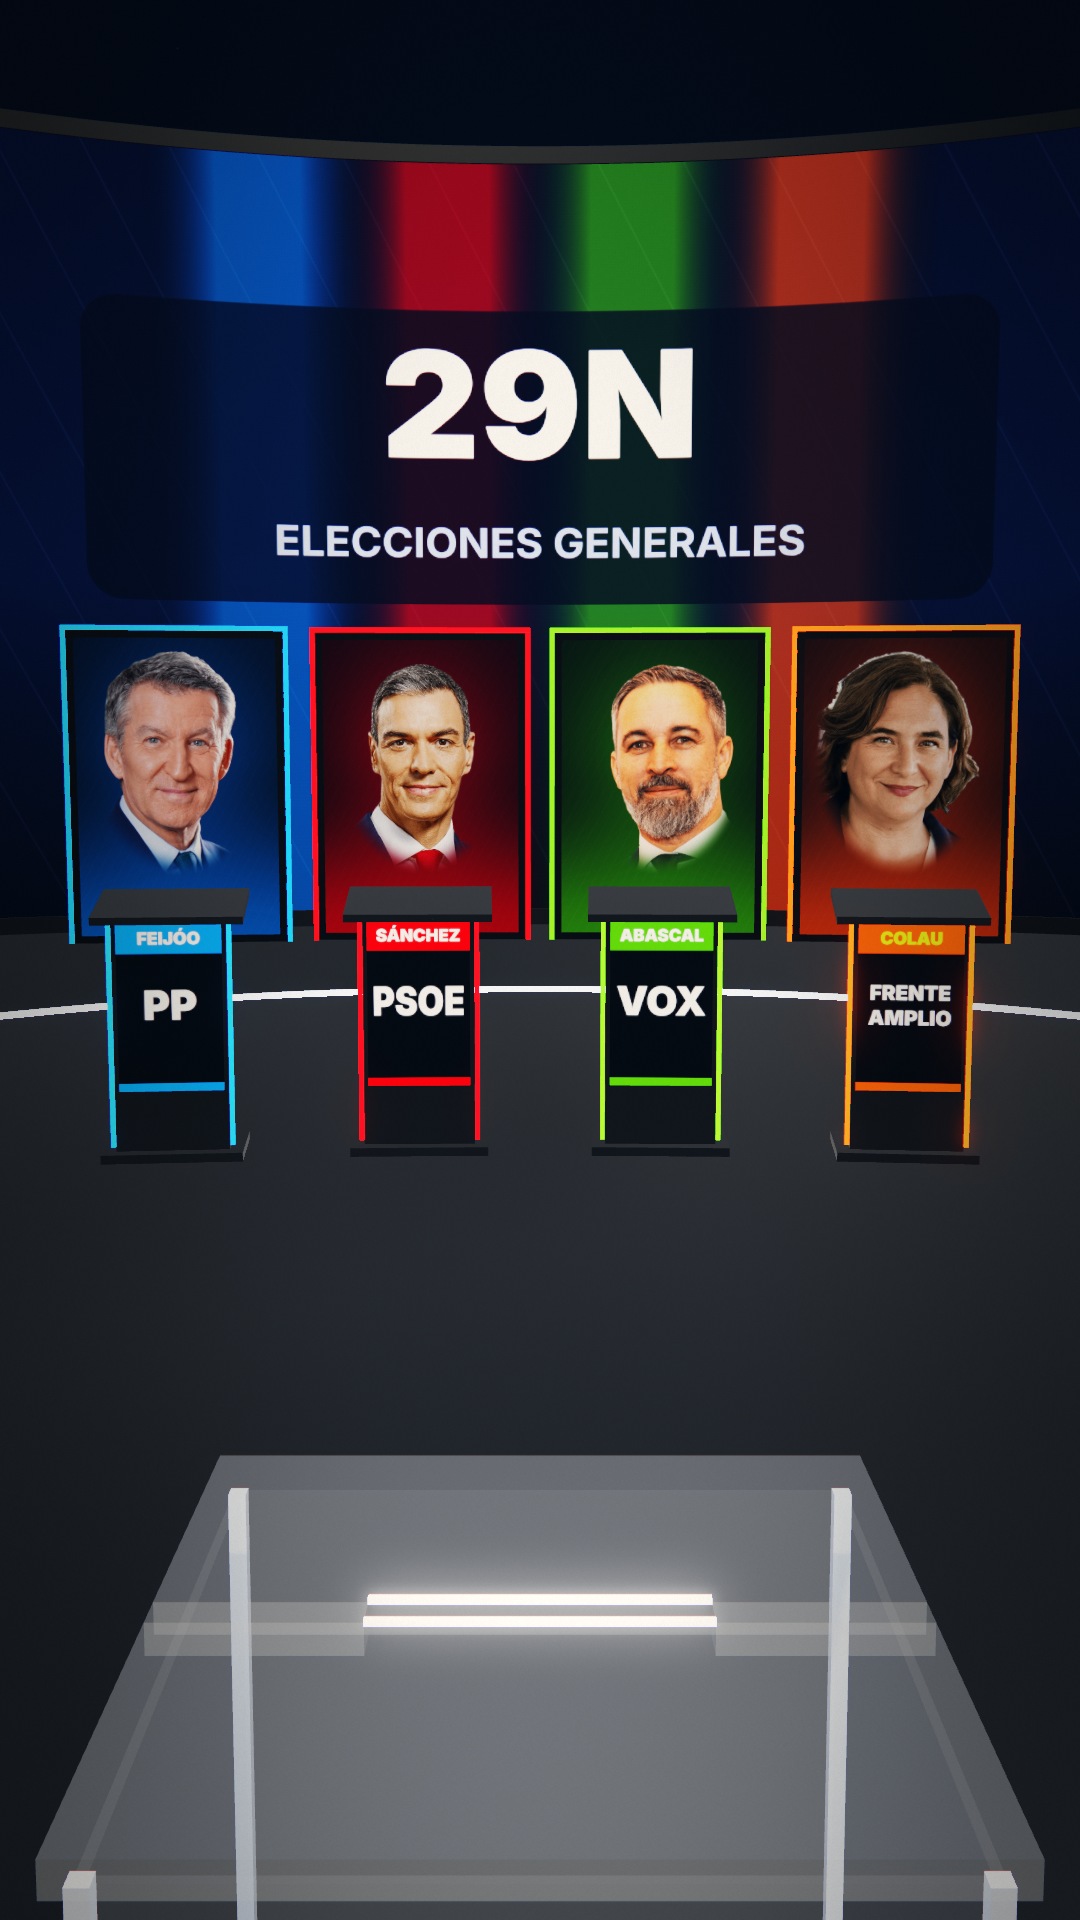 29N
ELECCIONES GENERALES
FEIJÓO
SÁNCHEZ
ABASCAL
COLAU
PP
PSOE
VOX
FRENTE
AMPLIO